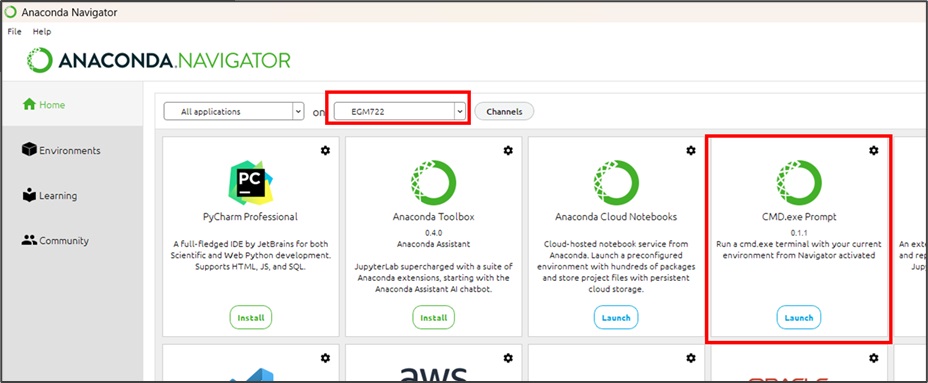 Anaconda Navigator
File Help
ANACONDA.NAVIGATOR
Home
All applications on EGM722 Channels
Environments
Learning
Community
PC
PyCharm Professional
A full-fledged IDE by JetBrains for both
Scientific and Web Python development.
Supports HTML, JS, and SQL.
Install
Anaconda Toolbox
0.4.0
Anaconda Assistant
JupyterLab supercharged with a suite of
Anaconda extensions, starting with the
Anaconda Assistant AI chatbot.
Install
Anaconda Cloud Notebooks
Cloud-hosted notebook service from
Anaconda. Launch a preconfigured
environment with hundreds of packages
and store project files with persistent
cloud storage.
Launch
CMD.exe Prompt
0.1.1
Run a cmd.exe terminal with your current
environment from Navigator activated
Launch
An ext
and rep
Jup
aws
ORACLE